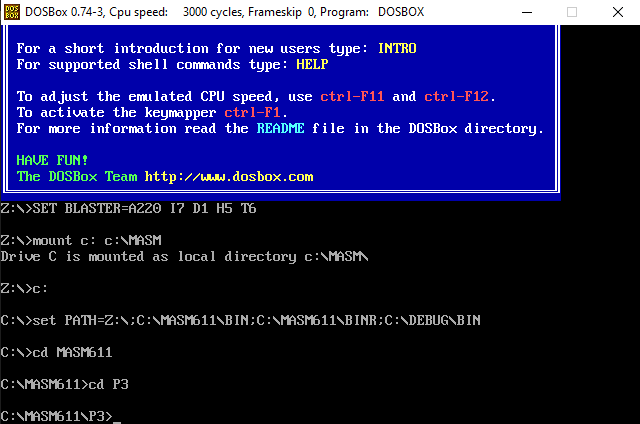 DOS
BOX
DOSBox 0.74-3, Cpu speed: 3000 cycles, Frameskip 0, Program: DOSBOX
For a short introduction for new users type: INTRO
For supported shell commands type: HELP
To adjust the emulated CPU speed, use ctrl-F11 and ctrl-F12.
To activate the keymapper ctrl-F1.
For more information read the README file in the DOSBox directory.
HAVE FUN!
The DOSBox Team http://www.dosbox.com
Z:\>SET BLASTER=A220 I7 D1 H5 T6
Z:\>mount c: c:\MASM
Drive C is mounted as local directory c:\MASM\
Z:\>c:
C:\>set PATH=Z:\;C:\MASM611\BIN;C:\MASM611\BINR;C:\DEBUG\BIN
C:\>cd MASM611
C:\MASM611>cd P3
C:\MASM611\P3>_